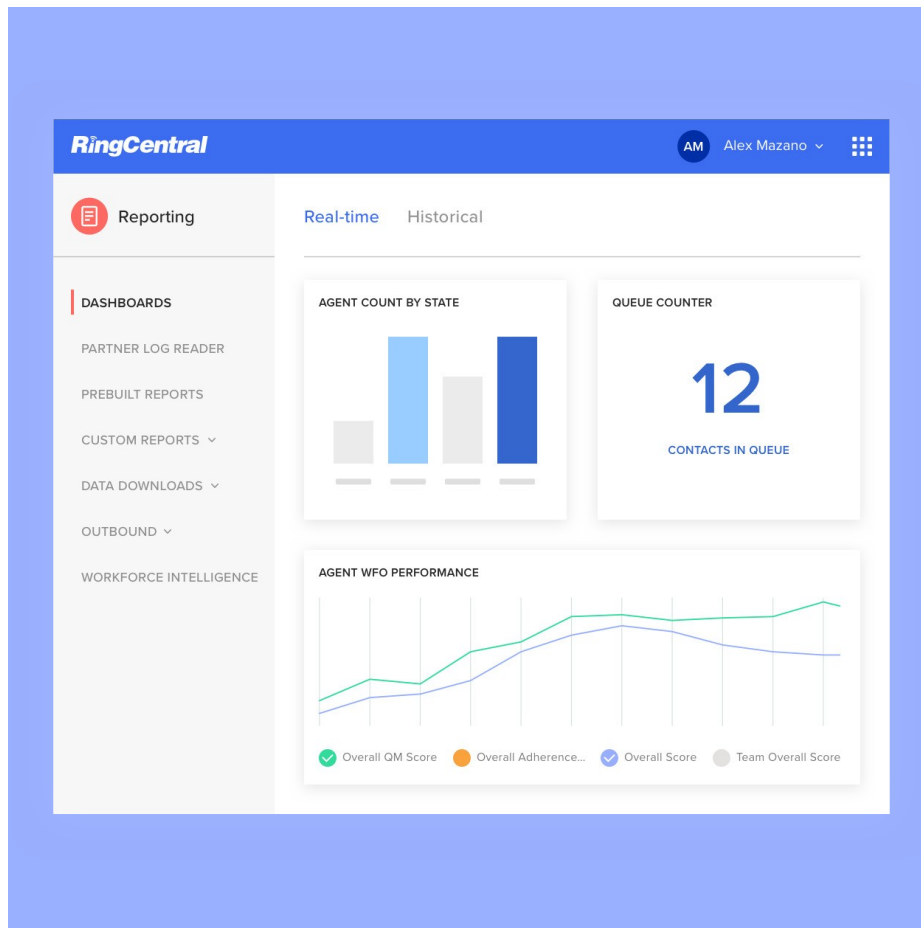 RingCentral
AM Alex Mazano
Reporting
Real-time Historical
DASHBOARDS
PARTNER LOG READER
PREBUILT REPORTS
CUSTOM REPORTS
DATA DOWNLOADS
OUTBOUND
WORKFORCE INTELLIGENCE
AGENT COUNT BY STATE
QUEUE COUNTER
12
CONTACTS IN QUEUE
AGENT WFO PERFORMANCE
Overall QM Score Overall Adherence... Overall Score Team Overall Score